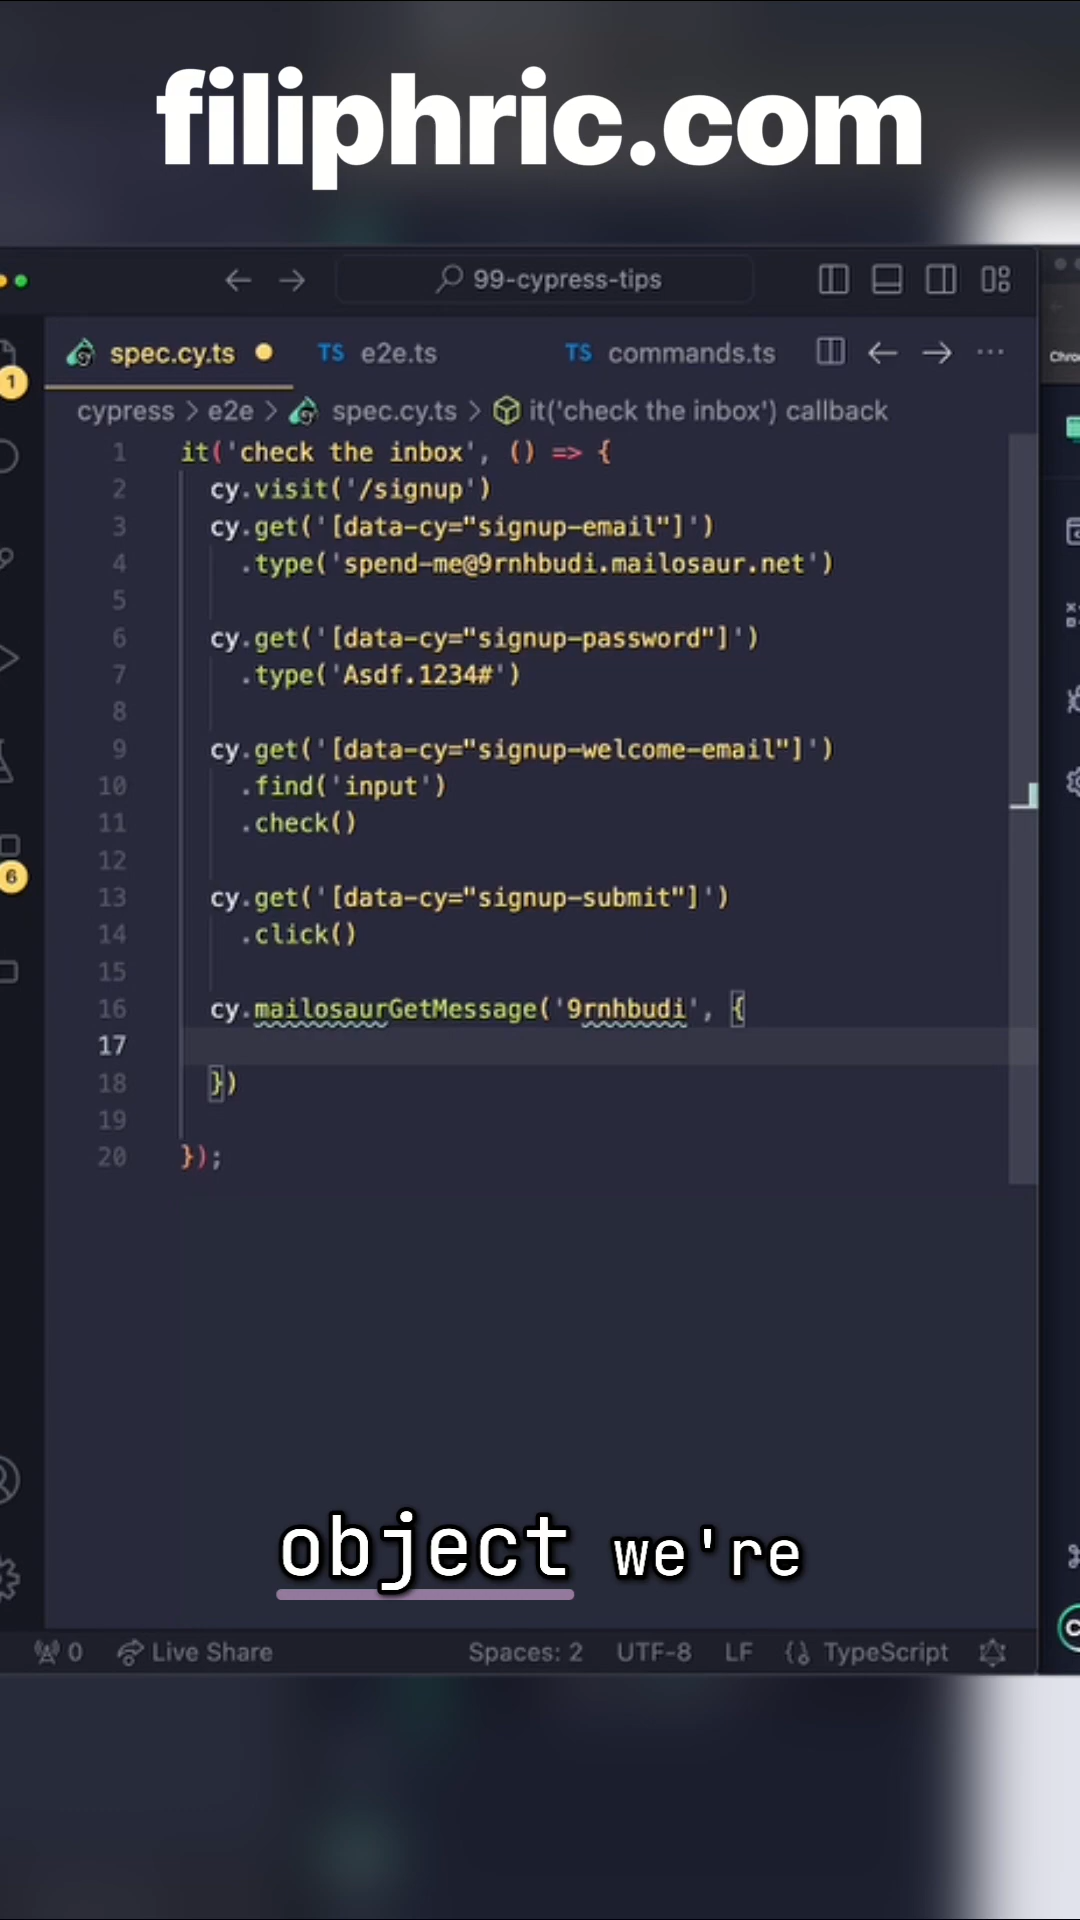 filiphric.com
99-cypress-tips
spec.cy.ts
TS e2e.ts
TS commands.ts
1
cypress > e2e > spec.cy.ts > it('check the inbox') callback
1 it('check the inbox', () => {
2 cy.visit('/signup')
3 cy.get('[data-cy="signup-email"]')
4 .type('spend-me@9rnhbudi.mailosaur.net')
5
6 cy.get('[data-cy="signup-password"]')
7 .type('Asdf.1234#')
8
9 cy.get('[data-cy="signup-welcome-email"]')
10 .find('input')
11 .check()
12
6
13 cy.get('[data-cy="signup-submit"]')
14 .click()
15
16 cy.mailosaurGetMessage('9rnhbudi', {
17
18 })
19
20 });
object we're
0 Live Share Spaces: 2 UTF-8 LF {} TypeScript